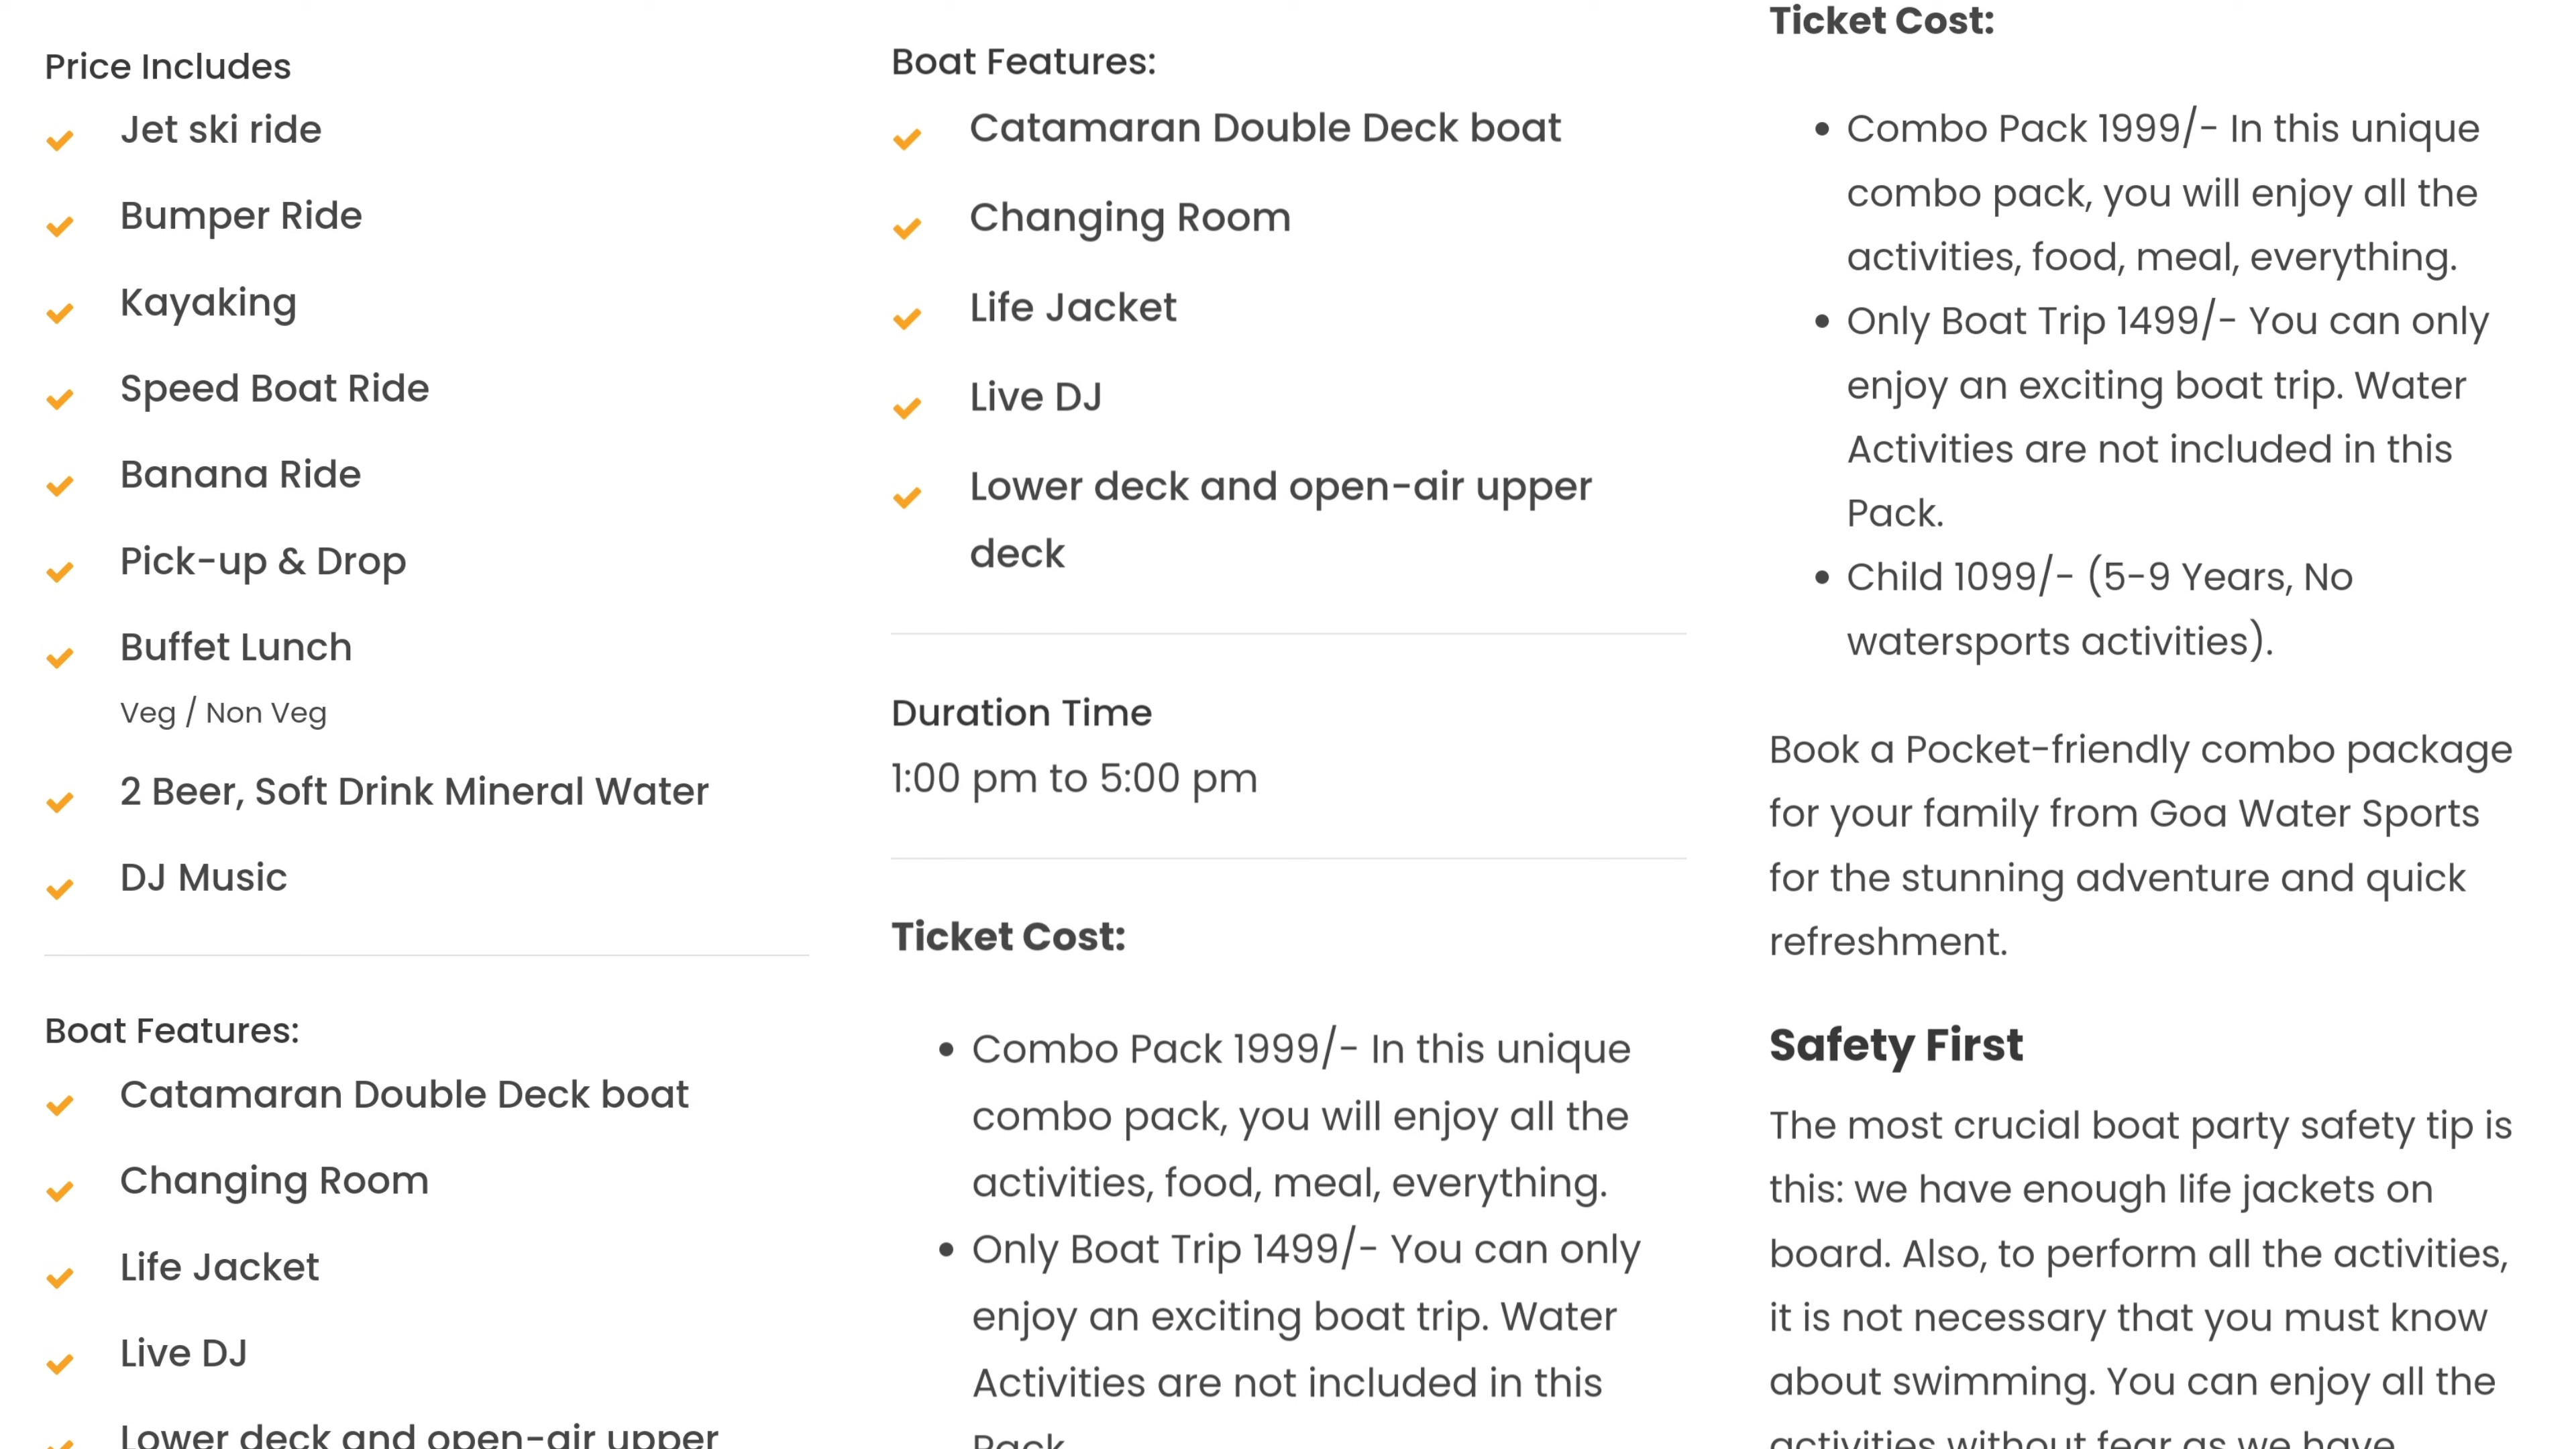 Price Includes
Jet ski ride
Bumper Ride
Kayaking
Speed Boat Ride
Banana Ride
Pick-up & Drop
Buffet Lunch
Veg / Non Veg
2 Beer, Soft Drink Mineral Water
DJ Music
Boat Features:
Catamaran Double Deck boat
Changing Room
Life Jacket
Live DJ
Lower deck and open-air upper
Boat Features:
Catamaran Double Deck boat
Changing Room
Life Jacket
Live DJ
Lower deck and open-air upper
deck
Duration Time
1:00 pm to 5:00 pm
Ticket Cost:
• Combo Pack 1999/- In this unique
combo pack, you will enjoy all the
activities, food, meal, everything.
• Only Boat Trip 1499/- You can only
enjoy an exciting boat trip. Water
Activities are not included in this
Pack
Ticket Cost:
• Combo Pack 1999/- In this unique
combo pack, you will enjoy all the
activities, food, meal, everything.
• Only Boat Trip 1499/- You can only
enjoy an exciting boat trip. Water
Activities are not included in this
Pack.
• Child 1099/- (5-9 Years, No
watersports activities).
Book a Pocket-friendly combo package
for your family from Goa Water Sports
for the stunning adventure and quick
refreshment.
Safety First
The most crucial boat party safety tip is
this: we have enough life jackets on
board. Also, to perform all the activities,
it is not necessary that you must know
about swimming. You can enjoy all the
activities without fear as we have